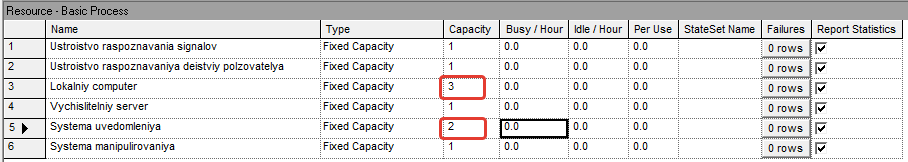 Resource - Basic Process
Name Type Capacity Busy / Hour Idle / Hour Per Use StateSet Name Failures Report Statistics
1 Ustroistvo raspoznavania signalov Fixed Capacity 1 0.0 0.0 0.0 0 rows
2 Ustroistvo raspoznavaniya deistviy polzovatelya Fixed Capacity 1 0.0 0.0 0.0 0 rows
3 Lokalniy computer Fixed Capacity 3 0.0 0.0 0.0 0 rows
4 Vychislitelniy server Fixed Capacity 1 0.0 0.0 0.0 0 rows
5 Systema uvedomleniya Fixed Capacity 2 0.0 0.0 0.0 0 rows
6 Systema manipulirovaniya Fixed Capacity 1 0.0 0.0 0.0 0 rows